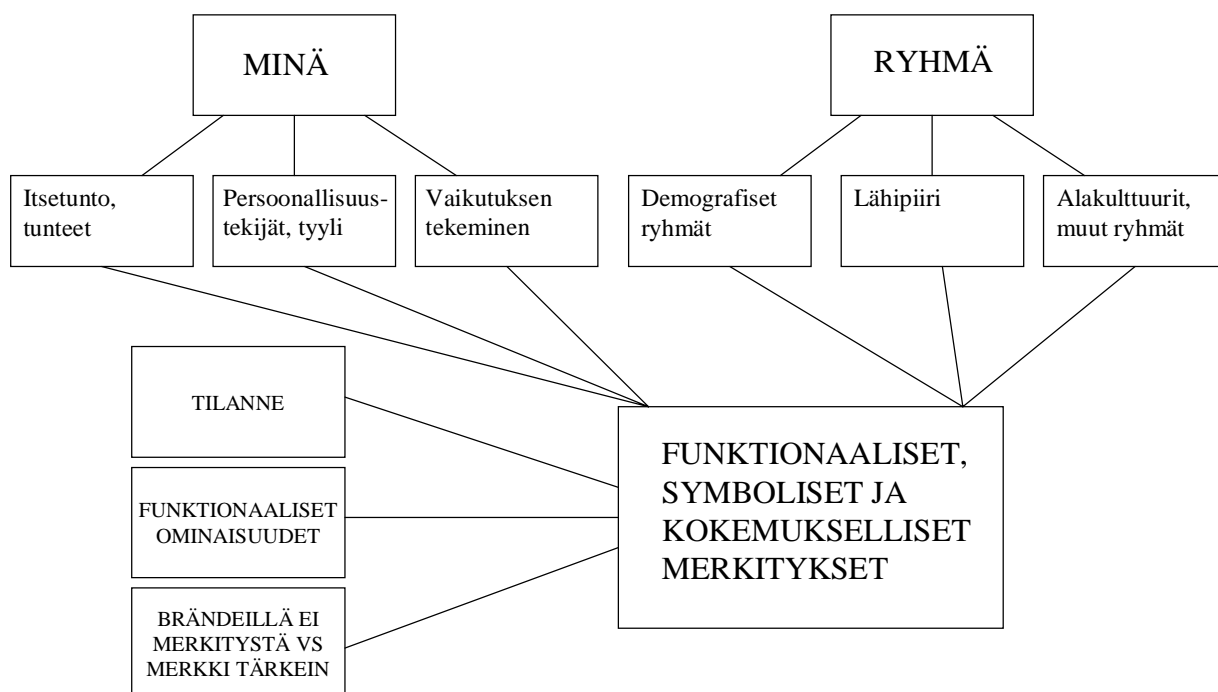 MINÄ
RYHMÄ
Itsetunto,
tunteet
Persoonallisuus-
tekijät, tyyli
Vaikutuksen
tekeminen
Demografiset
ryhmät
Lähipiiri
Alakulttuurit,
muut ryhmät
TILANNE
FUNKTIONAALISET
OMINAISUUDET
BRÄNDEILLÄ EI
MERKITYSTÄ VS
MERKKI TÄRKEIN
FUNKTIONAALISET,
SYMBOLISET JA
KOKEMUKSELLISET
MERKITYKSET